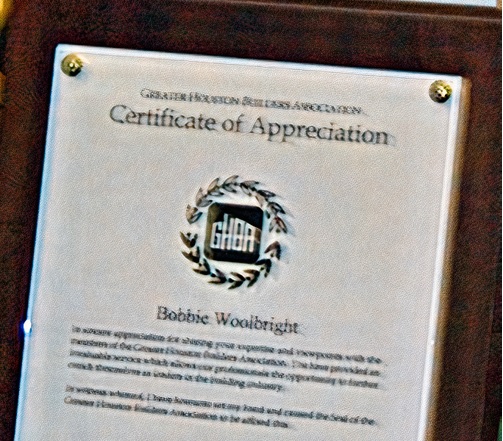 GREATER HOUSTON BUILDERS ASSOCIATION
Certificate of Appreciation
GHBA
Bobbie Woolbright
In sincere appreciation for sharing your expertise and viewpoints with the
members of the Greater Houston Builders Association. You have provided an
invaluable service which allows our professionals the opportunity to further
enrich themselves as leaders in the building industry.
In witness whereof, I have hereunto set my hand and caused the Seal of the
Greater Houston Builders Association to be affixed this